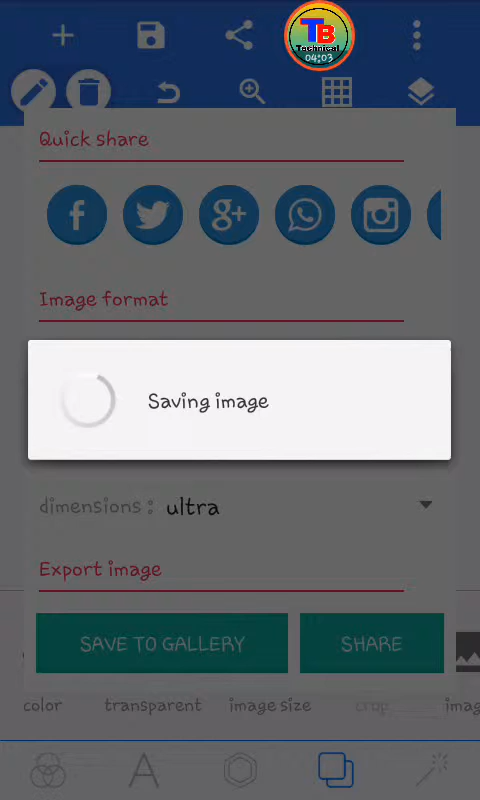 TB
Technical
04:03
Quick share
Image format
Saving image
dimensions : ultra
Export image
SAVE TO GALLERY
SHARE
color
transparent
image size
crop
imag